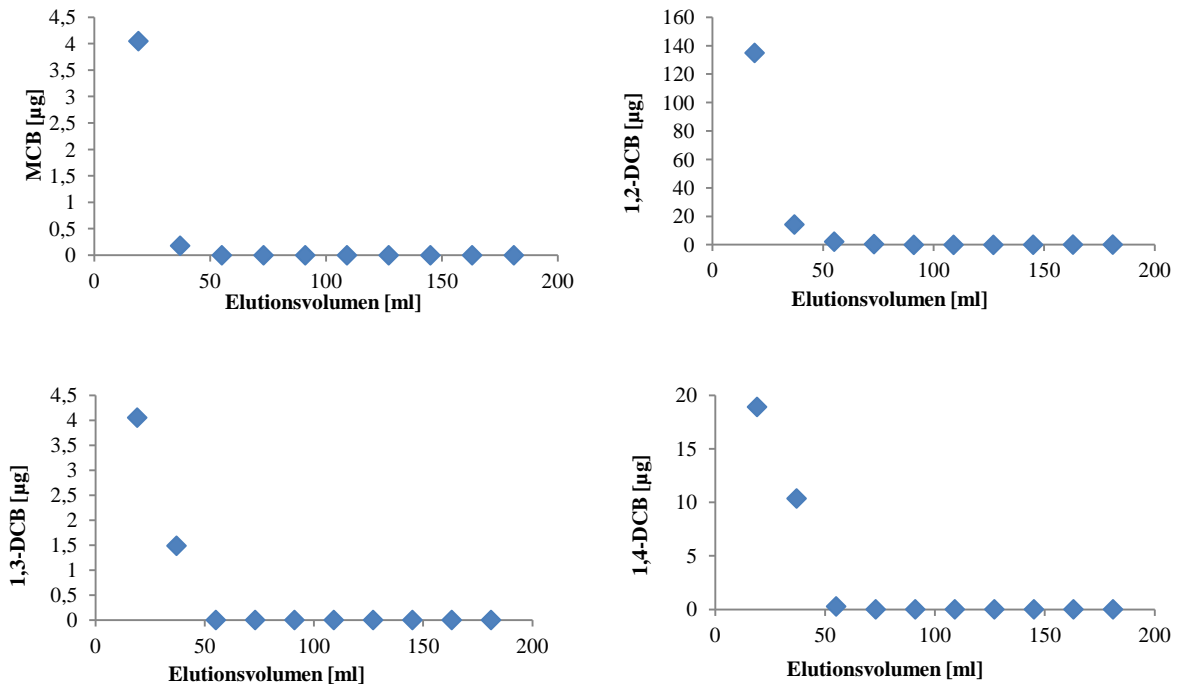 MCB [µg]
4,5
4
3,5
3
2,5
2
1,5
1
0,5
0
0 50 100 150 200
Elutionsvolumen [ml]
1,2-DCB [µg]
160
140
120
100
80
60
40
20
0
0 50 100 150 200
Elutionsvolumen [ml]
1,3-DCB [µg]
4,5
4
3,5
3
2,5
2
1,5
1
0,5
0
0 50 100 150 200
Elutionsvolumen [ml]
1,4-DCB [µg]
20
15
10
5
0
0 50 100 150 200
Elutionsvolumen [ml]